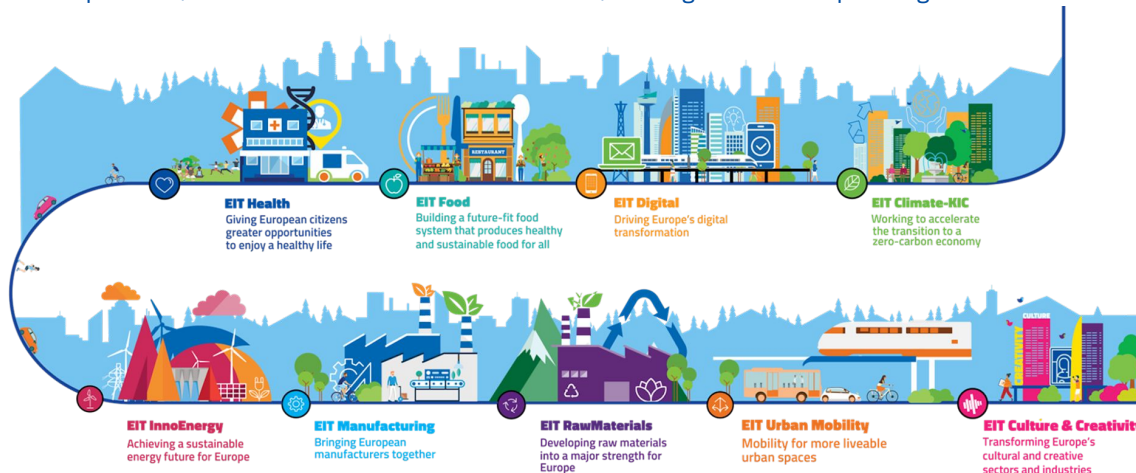 RESTAURANT
EIT Health
Giving European citizens
greater opportunities
to enjoy a healthy life
EIT Food
Building a future-fit food
system that produces healthy
and sustainable food for all
EIT Digital
Driving Europe's digital
transformation
EIT Climate-KIC
Working to accelerate
the transition to a
zero-carbon economy
CULTURE
CREATIVITY
EIT InnoEnergy
Achieving a sustainable
energy future for Europe
EIT Manufacturing
Bringing European
manufacturers together
EIT RawMaterials
Developing raw materials
into a major strength for
Europe
EIT Urban Mobility
Mobility for more liveable
urban spaces
EIT Culture & Creativit
Transforming Europe's
cultural and creative
sectors and industries